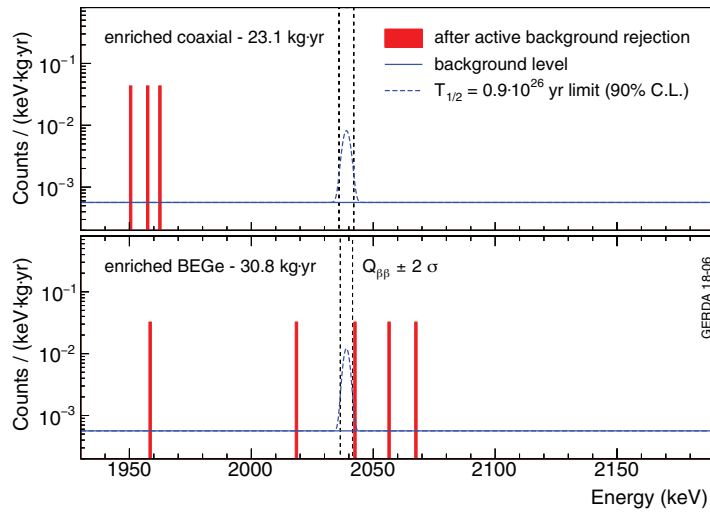 enriched coaxial - 23.1 kg·yr
after active background rejection
background level
T₁/₂ = 0.9·10²⁶ yr limit (90% C.L.)
Counts / (keV·kg·yr)
10⁻¹
10⁻²
10⁻³
enriched BEGe - 30.8 kg·yr
Qββ ± 2 σ
GERDA 18-06
Counts / (keV·kg·yr)
10⁻¹
10⁻²
10⁻³
1950 2000 2050 2100 2150
Energy (keV)